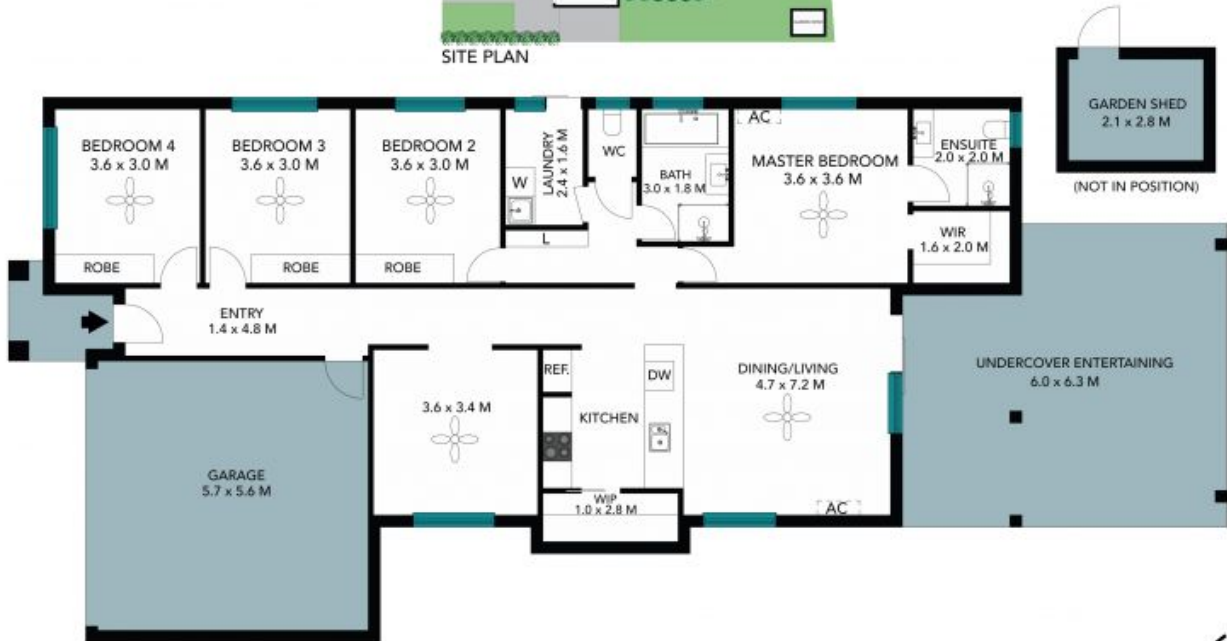 SITE PLAN
GARDEN SHED
2.1 x 2.8 M
(NOT IN POSITION)
BEDROOM 4
3.6 x 3.0 M
ROBE
BEDROOM 3
3.6 x 3.0 M
ROBE
BEDROOM 2
3.6 x 3.0 M
ROBE
LAUNDRY
2.4 x 1.6 M
W
L
WC
BATH
3.0 x 1.8 M
AC
MASTER BEDROOM
3.6 x 3.6 M
ENSUITE
2.0 x 2.0 M
WIR
1.6 x 2.0 M
ENTRY
1.4 x 4.8 M
GARAGE
5.7 x 5.6 M
3.6 x 3.4 M
REF.
DW
KITCHEN
WIP
1.0 x 2.8 M
DINING/LIVING
4.7 x 7.2 M
AC
UNDERCOVER ENTERTAINING
6.0 x 6.3 M